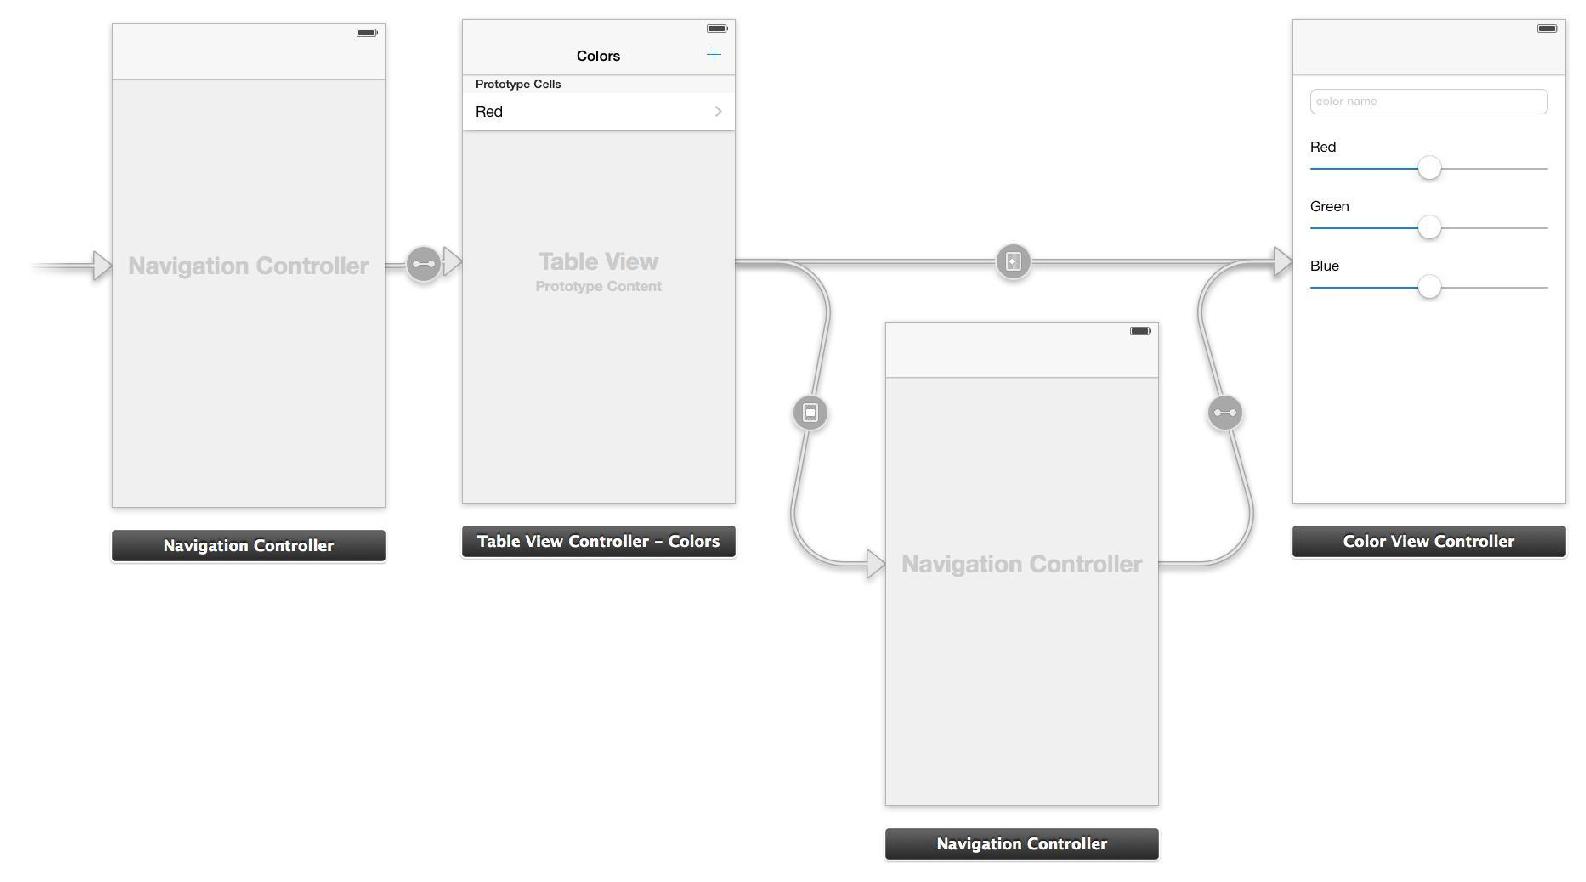 Navigation Controller
Navigation Controller
Colors
Prototype Cells
Red
Table View
Prototype Content
Table View Controller – Colors
Navigation Controller
Navigation Controller
color name
Red
Green
Blue
Color View Controller